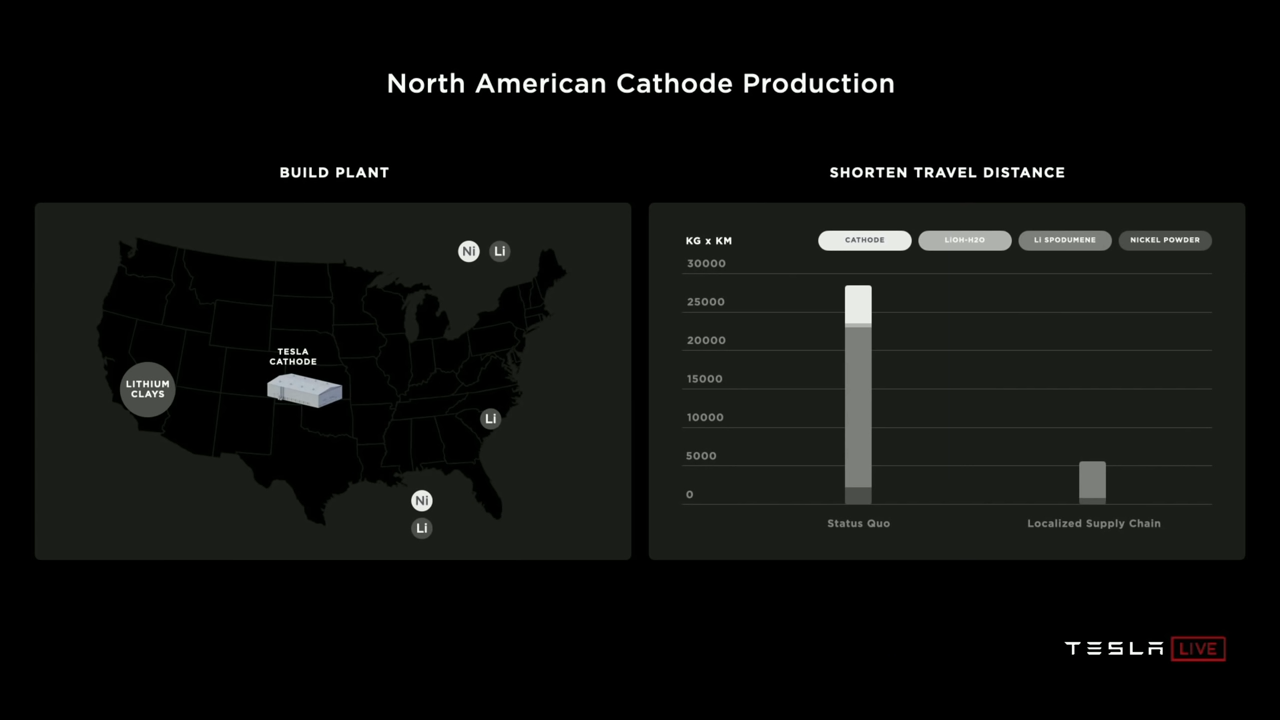 North American Cathode Production
BUILD PLANT
Ni Li
TESLA
CATHODE
LITHIUM
CLAYS
Li
Ni
Li
SHORTEN TRAVEL DISTANCE
KG x KM
CATHODE
LIOH-H2O
LI SPODUMENE
NICKEL POWDER
30000
25000
20000
15000
10000
5000
0
Status Quo
Localized Supply Chain
TESLA LIVE